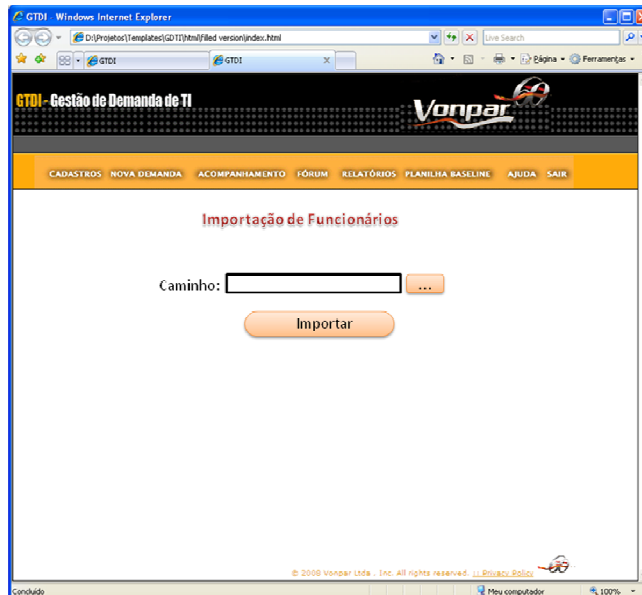 GTDI - Windows Internet Explorer
D:\Projetos\Templates\GDTI\html\filled version\index.html
Live Search
GTDI
GTDI
Página
Ferramentas
GTDI - Gestão de Demanda de TI
Vonpar
CADASTROS NOVA DEMANDA ACOMPANHAMENTO FÓRUM RELATÓRIOS PLANILHA BASELINE AJUDA SAIR
Importação de Funcionários
Caminho: ...
Importar
© 2008 Vonpar Ltda . Inc. All rights reserved. :: Privacy Policy
Concluído Meu computador 100%